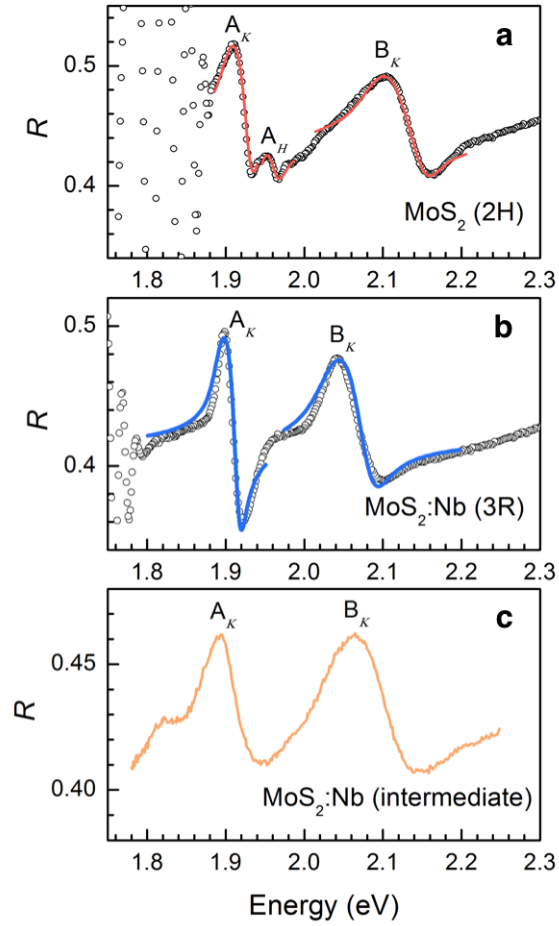 a
A_K
B_K
A_H
0.5
0.4
R
MoS₂ (2H)
1.8 1.9 2.0 2.1 2.2 2.3
b
A_K
B_K
0.5
0.4
R
MoS₂:Nb (3R)
1.8 1.9 2.0 2.1 2.2 2.3
c
A_K
B_K
0.45
0.40
R
MoS₂:Nb (intermediate)
1.8 1.9 2.0 2.1 2.2 2.3
Energy (eV)